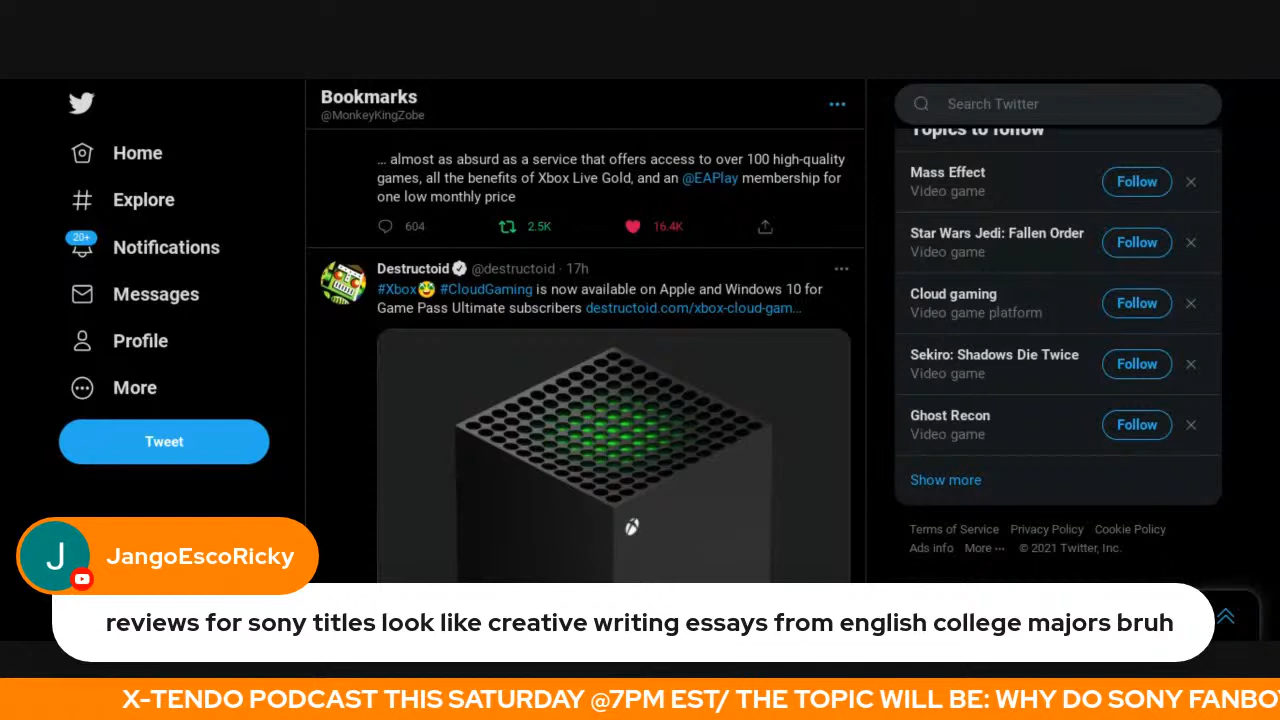 Home
Explore
20+
Notifications
Messages
Profile
More
Tweet
Bookmarks
@MonkeyKingZobe
... almost as absurd as a service that offers access to over 100 high-quality
games, all the benefits of Xbox Live Gold, and an @EAPlay membership for
one low monthly price
604 2.5K 16.4K
Destructoid @destructoid · 17h
#Xbox #CloudGaming is now available on Apple and Windows 10 for
Game Pass Ultimate subscribers destructoid.com/xbox-cloud-gam...
Search Twitter
Topics to follow
Mass Effect
Video game
Follow
Star Wars Jedi: Fallen Order
Video game
Follow
Cloud gaming
Video game platform
Follow
Sekiro: Shadows Die Twice
Video game
Follow
Ghost Recon
Video game
Follow
Show more
Terms of Service Privacy Policy Cookie Policy
Ads info More ··· © 2021 Twitter, Inc.
J
JangoEscoRicky
reviews for sony titles look like creative writing essays from english college majors bruh
X-TENDO PODCAST THIS SATURDAY @7PM EST/ THE TOPIC WILL BE: WHY DO SONY FANBO